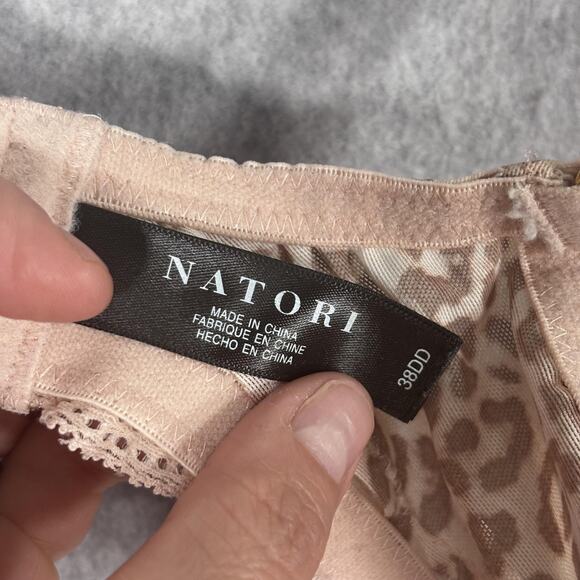 NATORI
MADE IN CHINA
FABRIQUE EN CHINE
HECHO EN CHINA
38DD